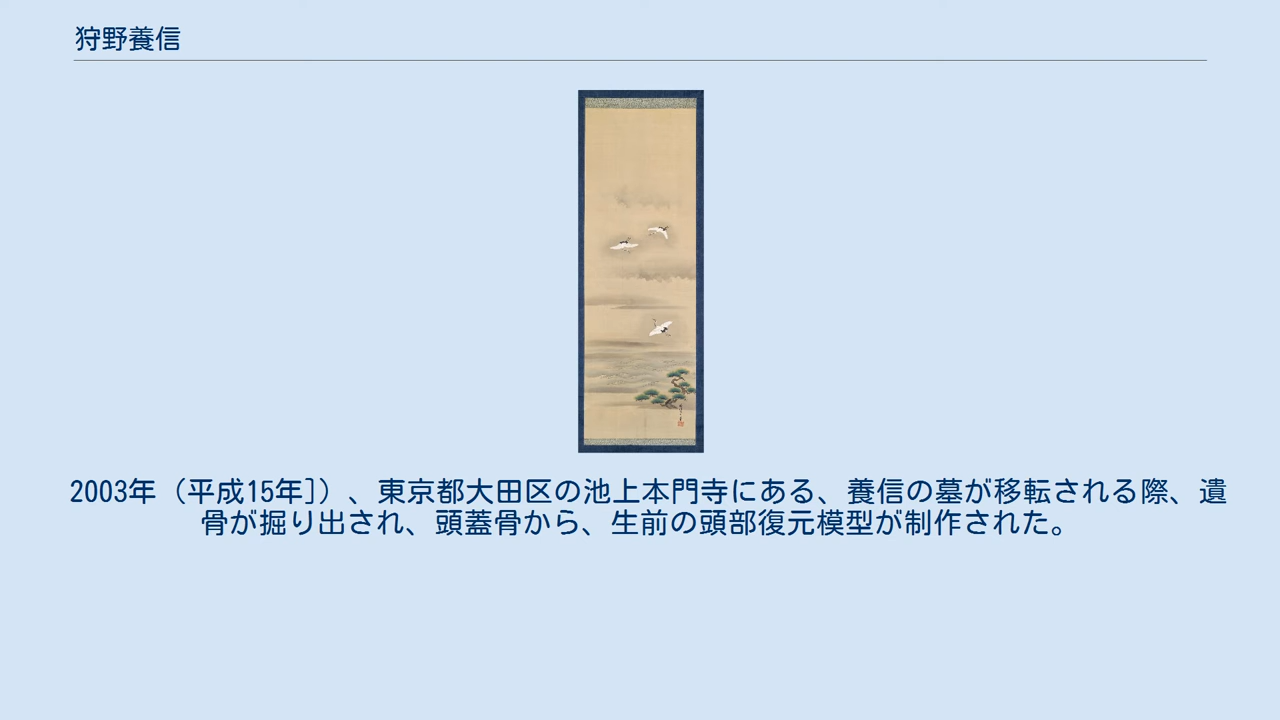 狩野養信
2003年（平成15年]）、東京都大田区の池上本門寺にある、養信の墓が移転される際、遺
骨が掘り出され、頭蓋骨から、生前の頭部復元模型が制作された。